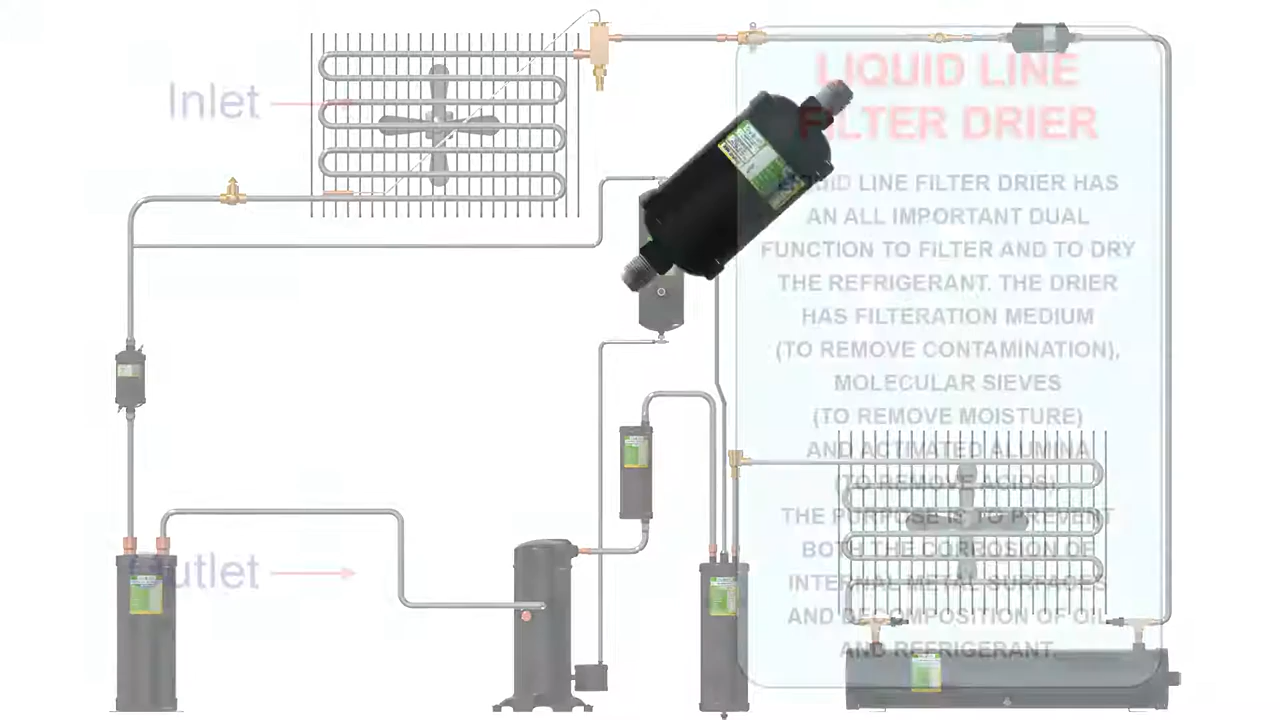 Inlet
LIQUID LINE
FILTER DRIER
LIQUID LINE FILTER DRIER HAS
AN ALL IMPORTANT DUAL
FUNCTION TO FILTER AND TO DRY
THE REFRIGERANT. THE DRIER
HAS FILTERATION MEDIUM
(TO REMOVE CONTAMINATION),
MOLECULAR SIEVES
(TO REMOVE MOISTURE)
AND ACTIVATED ALUMINA
(TO REMOVE ACIDS)
THE PURPOSE IS TO PREVENT
BOTH THE CORROSION OF
INTERNAL METAL SURFACES
AND DECOMPOSITION OF OIL
AND REFRIGERANT.
Outlet